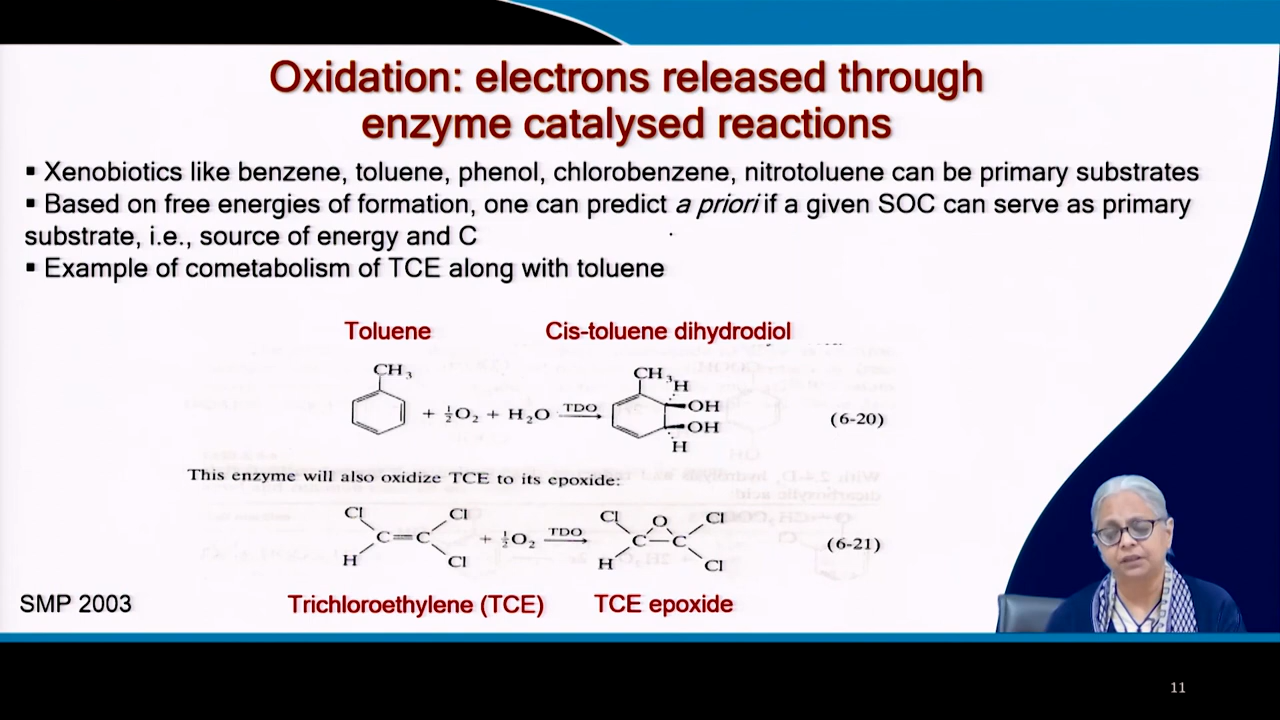 Oxidation: electrons released through
enzyme catalysed reactions
▪ Xenobiotics like benzene, toluene, phenol, chlorobenzene, nitrotoluene can be primary substrates
▪ Based on free energies of formation, one can predict a priori if a given SOC can serve as primary
substrate, i.e., source of energy and C
▪ Example of cometabolism of TCE along with toluene
Toluene Cis-toluene dihydrodiol
CH₃ + ½O₂ + H₂O TDO CH₃ H OH OH H (6-20)
This enzyme will also oxidize TCE to its epoxide:
Cl Cl C=C H Cl + ½O₂ TDO Cl O Cl C—C H Cl (6-21)
SMP 2003 Trichloroethylene (TCE) TCE epoxide
11